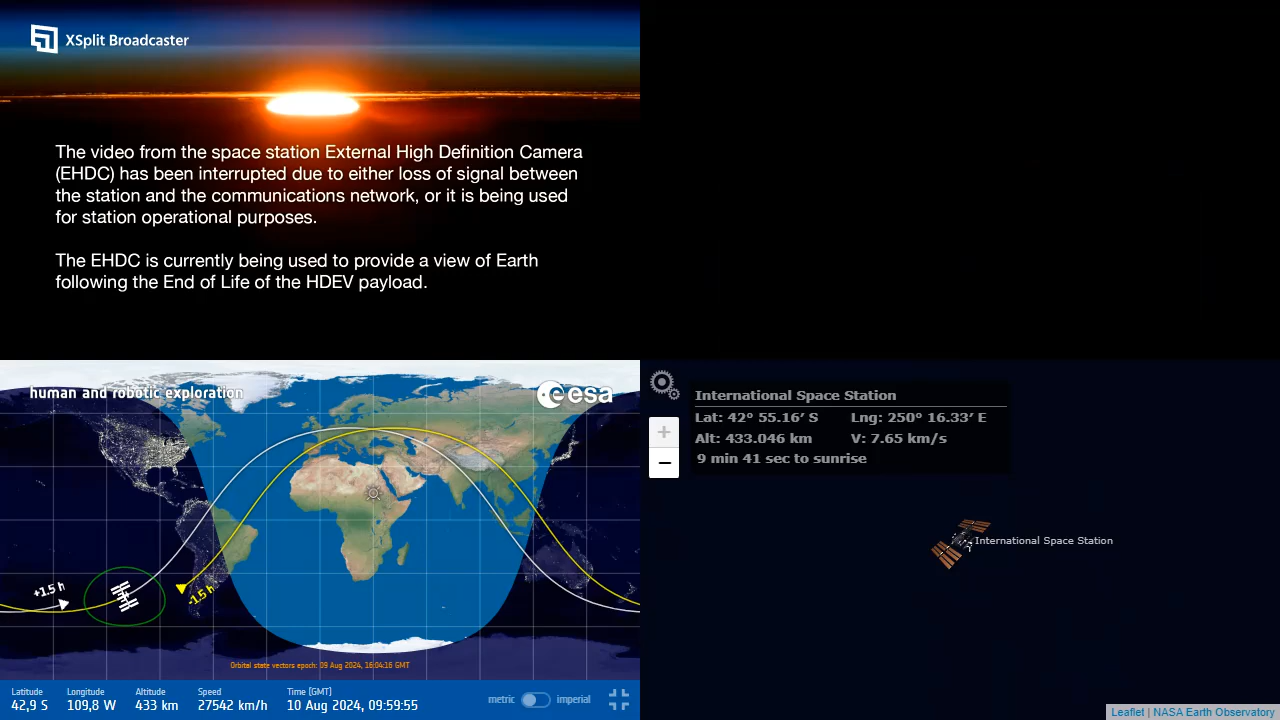 XSplit Broadcaster
The video from the space station External High Definition Camera
(EHDC) has been interrupted due to either loss of signal between
the station and the communications network, or it is being used
for station operational purposes.
The EHDC is currently being used to provide a view of Earth
following the End of Life of the HDEV payload.
human and robotic exploration
esa
+1.5 h
-1.5 h
Orbital state vectors epoch: 09 Aug 2024, 16:04:16 GMT
Latitude Longitude Altitude Speed Time (GMT)
42,9 S 109,8 W 433 km 27542 km/h 10 Aug 2024, 09:59:55
metric imperial
International Space Station
Lat: 42° 55.16′ S Lng: 250° 16.33′ E
Alt: 433.046 km V: 7.65 km/s
9 min 41 sec to sunrise
+
−
International Space Station
Leaflet | NASA Earth Observatory